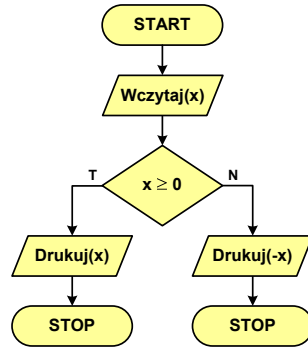 START
Wczytaj(x)
T
N
x ≥ 0
Drukuj(x)
Drukuj(-x)
STOP
STOP